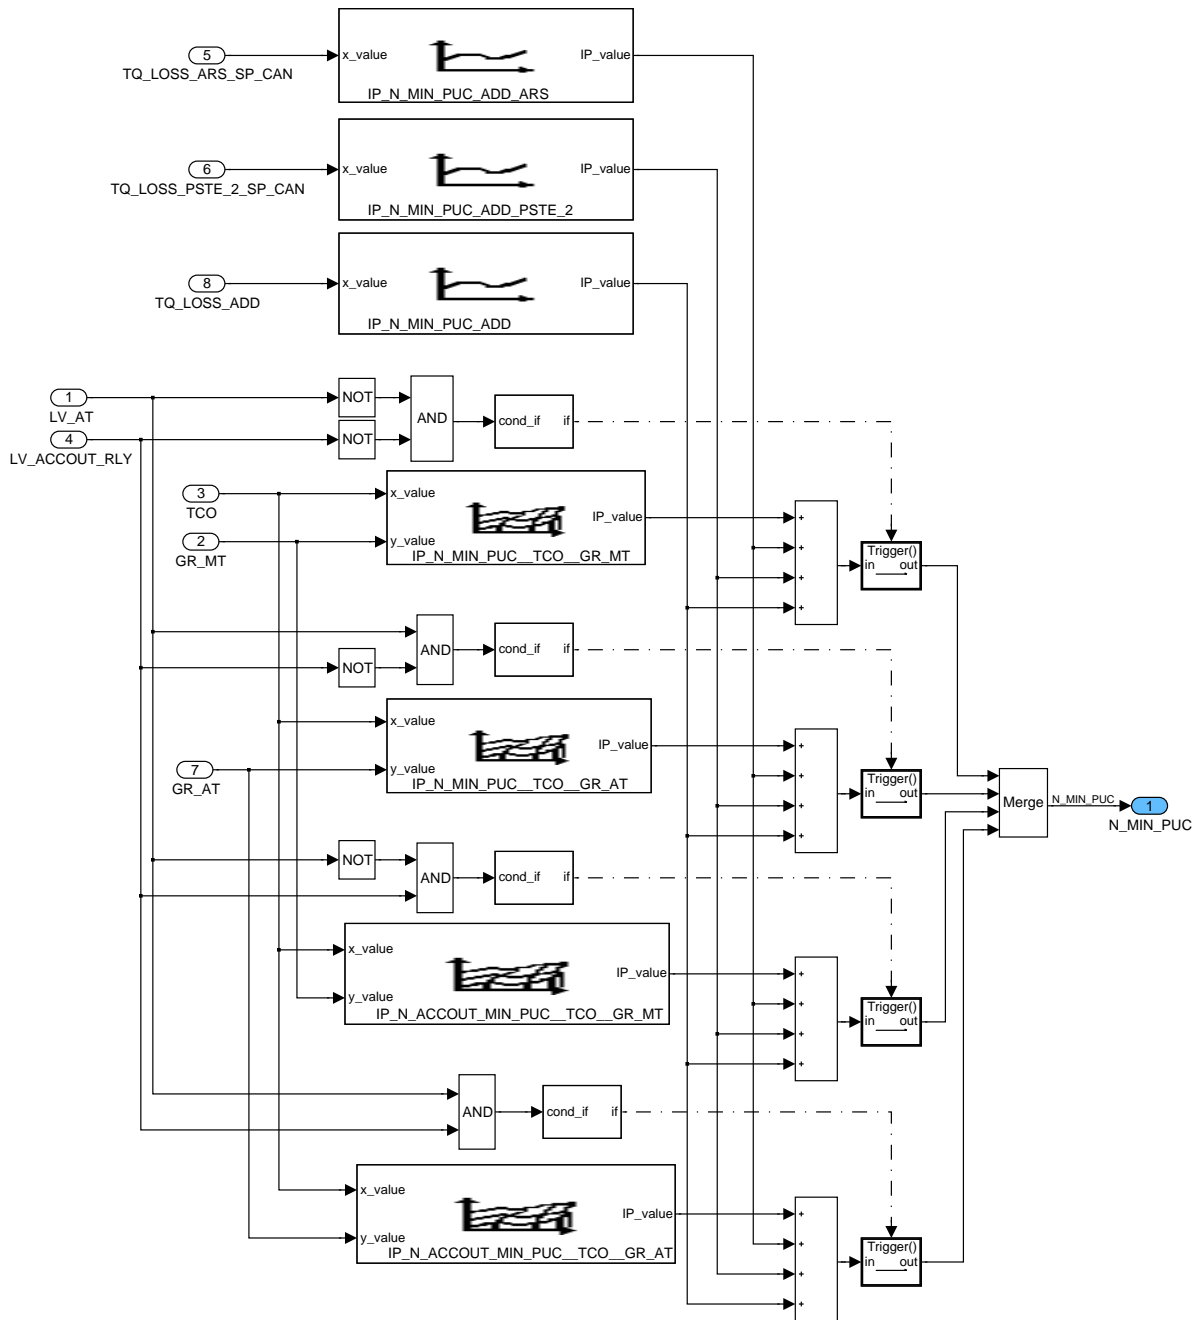 x_value IP_value
5
TQ_LOSS_ARS_SP_CAN
IP_N_MIN_PUC_ADD_ARS
x_value IP_value
6
TQ_LOSS_PSTE_2_SP_CAN
IP_N_MIN_PUC_ADD_PSTE_2
x_value IP_value
8
TQ_LOSS_ADD
IP_N_MIN_PUC_ADD
1
LV_AT
NOT
AND
cond_if if
4
LV_ACCOUT_RLY
NOT
3
TCO
x_value
IP_value
2
GR_MT
y_value
IP_N_MIN_PUC__TCO__GR_MT
+
+
+
+
Trigger()
in out
AND
cond_if if
NOT
x_value
IP_value
7
GR_AT
y_value
IP_N_MIN_PUC__TCO__GR_AT
+
+
+
+
Trigger()
in out
Merge
N_MIN_PUC
1
N_MIN_PUC
NOT
AND
cond_if if
x_value
IP_value
y_value
IP_N_ACCOUT_MIN_PUC__TCO__GR_MT
+
+
+
+
Trigger()
in out
AND
cond_if if
x_value
IP_value
y_value
IP_N_ACCOUT_MIN_PUC__TCO__GR_AT
+
+
+
+
Trigger()
in out